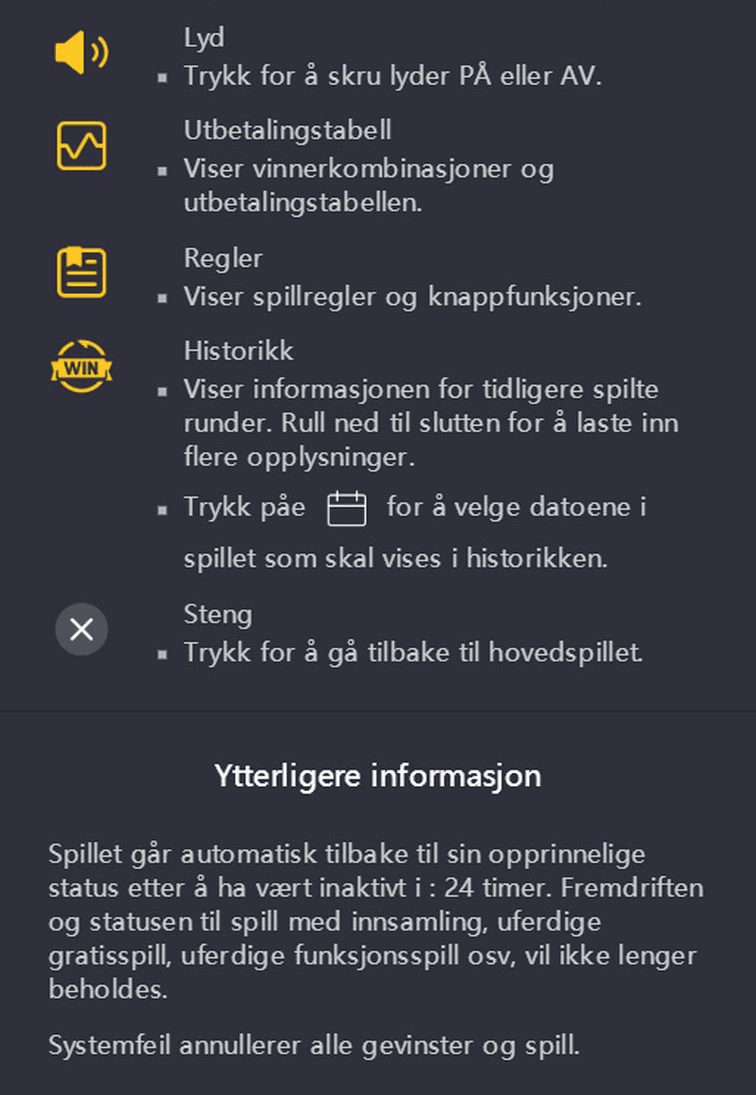 Lyd
▪ Trykk for å skru lyder PÅ eller AV.
Utbetalingstabell
▪ Viser vinnerkombinasjoner og
utbetalingstabellen.
Regler
▪ Viser spillregler og knappfunksjoner.
WIN
Historikk
▪ Viser informasjonen for tidligere spilte
runder. Rull ned til slutten for å laste inn
flere opplysninger.
▪ Trykk påe for å velge datoene i
spillet som skal vises i historikken.
Steng
▪ Trykk for å gå tilbake til hovedspillet.
Ytterligere informasjon
Spillet går automatisk tilbake til sin opprinnelige
status etter å ha vært inaktivt i : 24 timer. Fremdriften
og statusen til spill med innsamling, uferdige
gratisspill, uferdige funksjonsspill osv, vil ikke lenger
beholdes.
Systemfeil annullerer alle gevinster og spill.